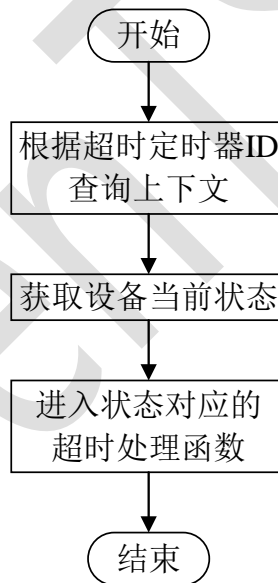 开始
根据超时定时器ID
查询上下文
获取设备当前状态
进入状态对应的
超时处理函数
结束